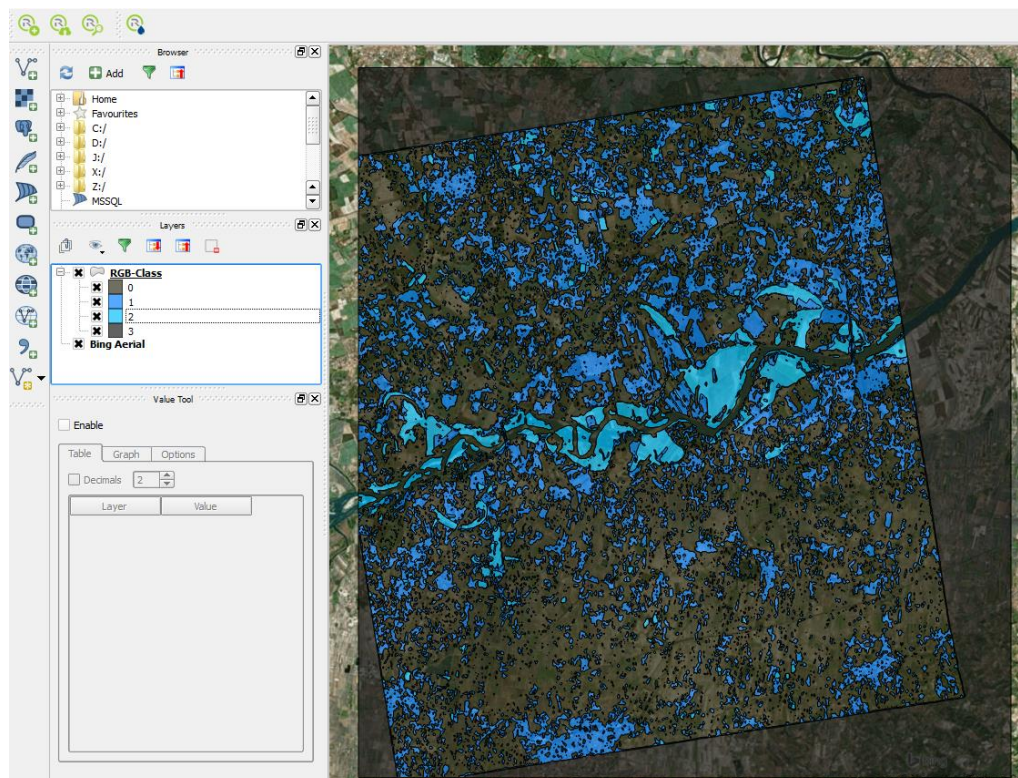 Browser
Add
Home
Favourites
C:/
D:/
J:/
X:/
Z:/
MSSQL
Layers
RGB-Class
0
1
2
3
Bing Aerial
Value Tool
Enable
Table Graph Options
Decimals 2
Layer Value